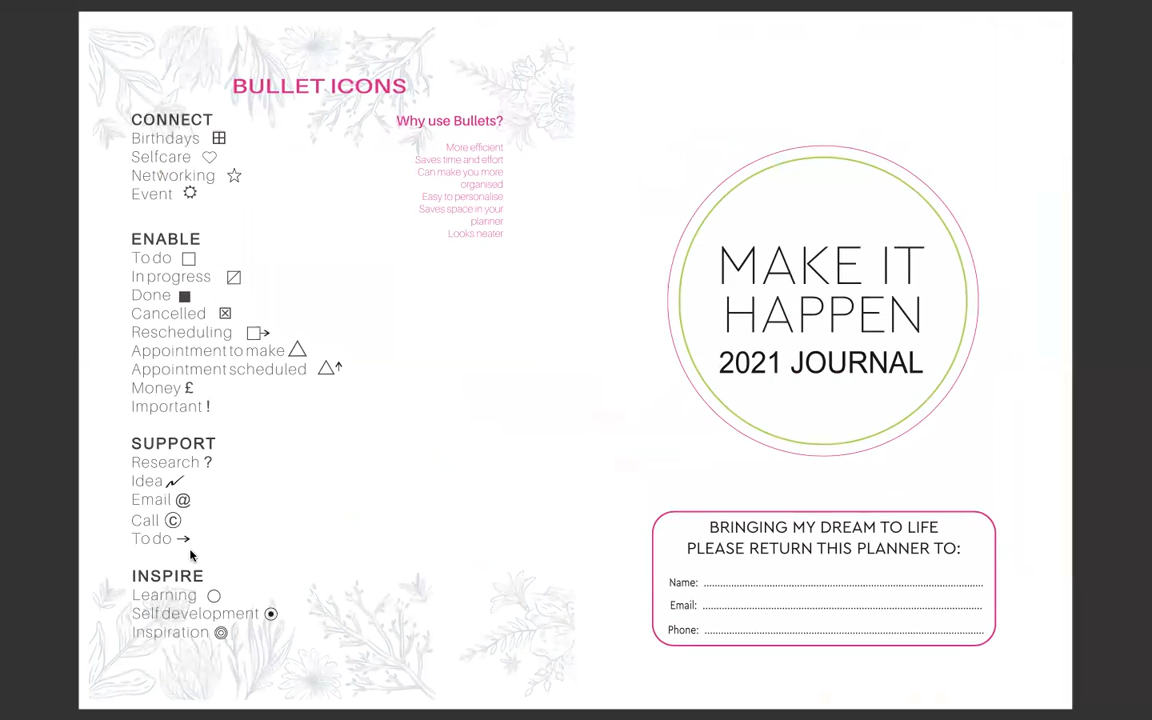 BULLET ICONS
CONNECT
Birthdays
Selfcare
Networking
Event
Why use Bullets?
More efficient
Saves time and effort
Can make you more
organised
Easy to personalise
Saves space in your
planner
Looks neater
ENABLE
To do
In progress
Done
Cancelled
Rescheduling
Appointment to make
Appointment scheduled
Money £
Important !
SUPPORT
Research ?
Idea
Email @
Call ©
To do →
INSPIRE
Learning
Self development
Inspiration
MAKE IT
HAPPEN
2021 JOURNAL
BRINGING MY DREAM TO LIFE
PLEASE RETURN THIS PLANNER TO:
Name:
Email:
Phone: